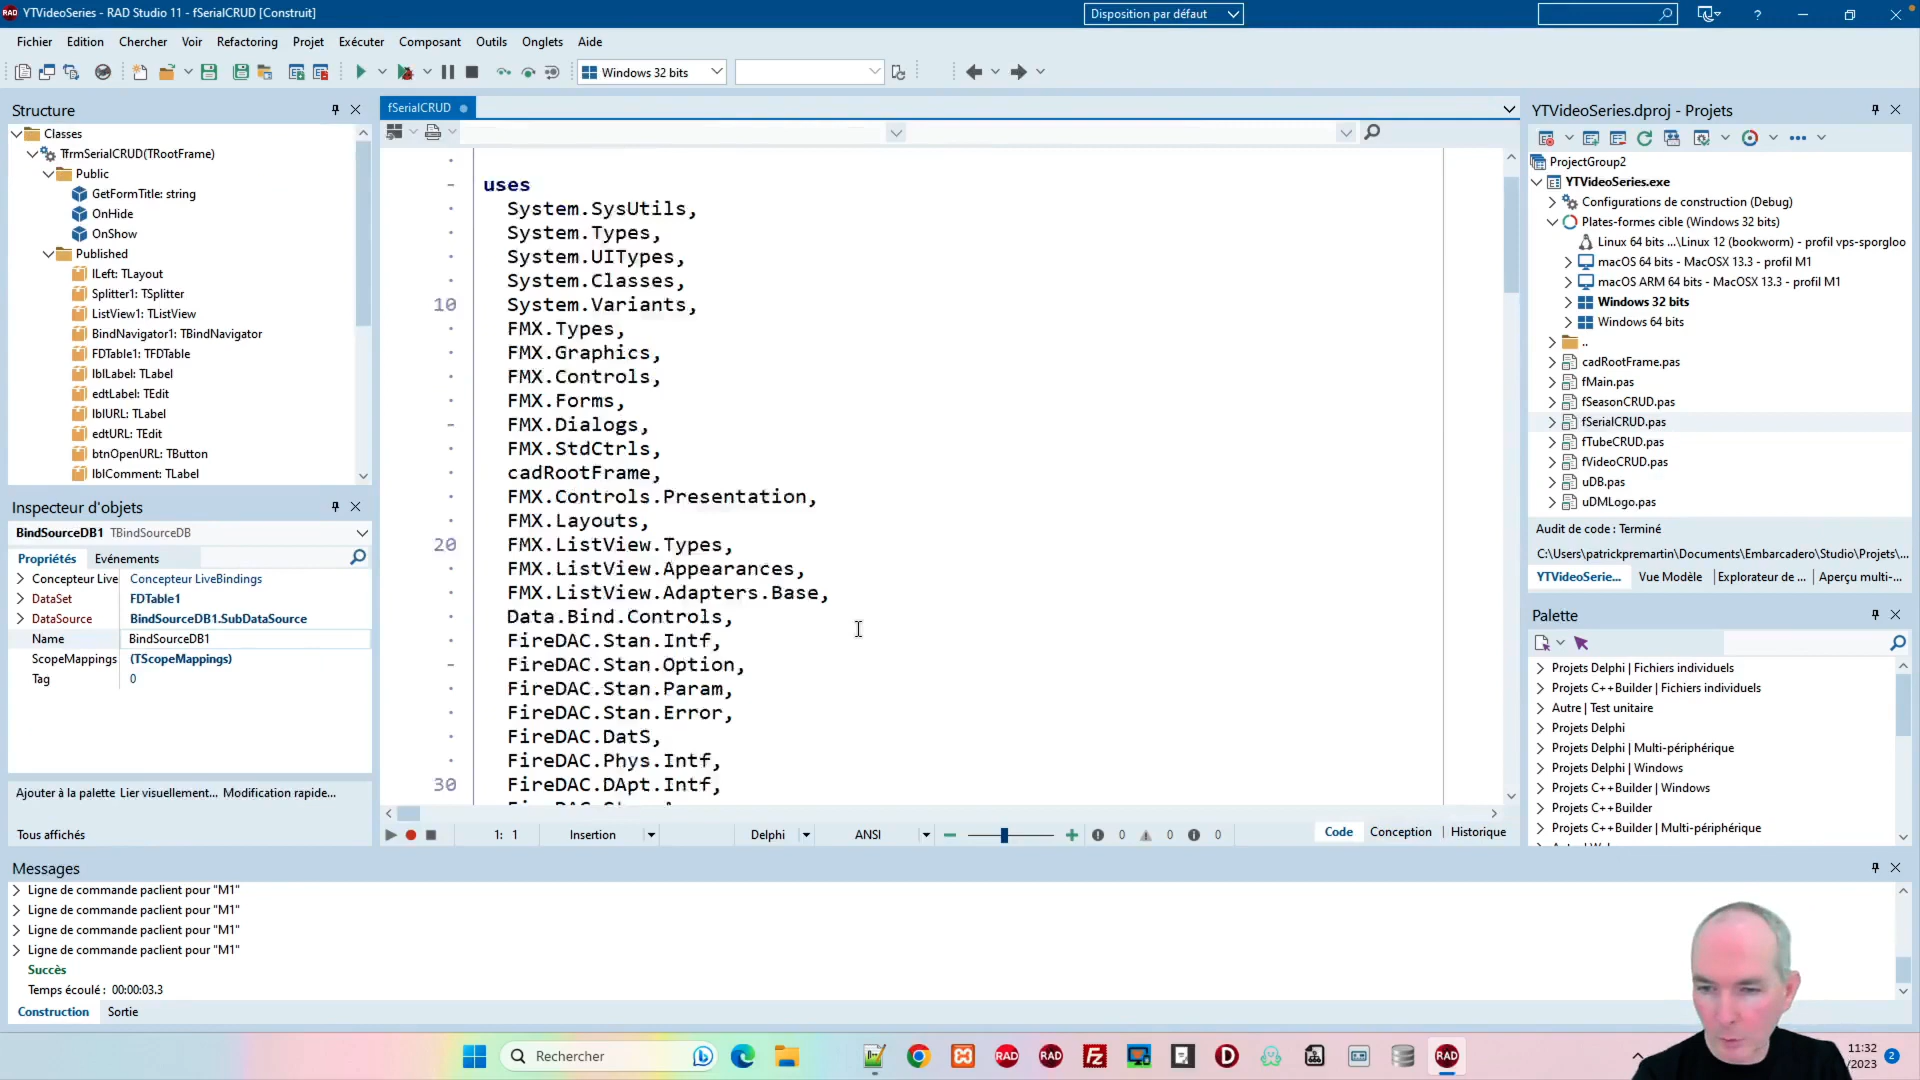 YTVideoSeries - RAD Studio 11 - fSerialCRUD [Construit]
Disposition par défaut
Fichier Edition Chercher Voir Refactoring Projet Exécuter Composant Outils Onglets Aide
Windows 32 bits
Structure
Classes
TfrmSerialCRUD(TRootFrame)
Public
GetFormTitle: string
OnHide
OnShow
Published
lLeft: TLayout
Splitter1: TSplitter
ListView1: TListView
BindNavigator1: TBindNavigator
FDTable1: TFDTable
lblLabel: TLabel
edtLabel: TEdit
lblURL: TLabel
edtURL: TEdit
btnOpenURL: TButton
lblComment: TLabel
Inspecteur d'objets
BindSourceDB1 TBindSourceDB
Propriétés Evénements
Concepteur Live Concepteur LiveBindings
DataSet FDTable1
DataSource BindSourceDB1.SubDataSource
Name BindSourceDB1
ScopeMappings (TScopeMappings)
Tag 0
Ajouter à la palette Lier visuellement... Modification rapide...
Tous affichés
fSerialCRUD
uses
System.SysUtils,
System.Types,
System.UITypes,
System.Classes,
10 System.Variants,
FMX.Types,
FMX.Graphics,
FMX.Controls,
FMX.Forms,
FMX.Dialogs,
FMX.StdCtrls,
cadRootFrame,
FMX.Controls.Presentation,
FMX.Layouts,
20 FMX.ListView.Types,
FMX.ListView.Appearances,
FMX.ListView.Adapters.Base,
Data.Bind.Controls,
FireDAC.Stan.Intf,
FireDAC.Stan.Option,
FireDAC.Stan.Param,
FireDAC.Stan.Error,
FireDAC.DatS,
FireDAC.Phys.Intf,
30 FireDAC.DApt.Intf,
1: 1 Insertion Delphi ANSI 0 0 0 Code Conception Historique
YTVideoSeries.dproj - Projets
ProjectGroup2
YTVideoSeries.exe
Configurations de construction (Debug)
Plates-formes cible (Windows 32 bits)
Linux 64 bits ...\Linux 12 (bookworm) - profil vps-sporgloo
macOS 64 bits - MacOSX 13.3 - profil M1
macOS ARM 64 bits - MacOSX 13.3 - profil M1
Windows 32 bits
Windows 64 bits
..
cadRootFrame.pas
fMain.pas
fSeasonCRUD.pas
fSerialCRUD.pas
fTubeCRUD.pas
fVideoCRUD.pas
uDB.pas
uDMLogo.pas
Audit de code : Terminé
C:\Users\patrickpremartin\Documents\Embarcadero\Studio\Projets\...
YTVideoSerie... Vue Modèle Explorateur de ... Aperçu multi-...
Palette
Projets Delphi | Fichiers individuels
Projets C++Builder | Fichiers individuels
Autre | Test unitaire
Projets Delphi
Projets Delphi | Multi-périphérique
Projets Delphi | Windows
Projets C++Builder | Windows
Projets C++Builder
Projets C++Builder | Multi-périphérique
Messages
Ligne de commande paclient pour "M1"
Ligne de commande paclient pour "M1"
Ligne de commande paclient pour "M1"
Ligne de commande paclient pour "M1"
Succès
Temps écoulé : 00:00:03.3
Construction Sortie
Rechercher
RAD RAD Fz D RAD
11:32
/2023
2